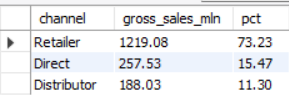 channel gross_sales_mln pct
Retailer 1219.08 73.23
Direct 257.53 15.47
Distributor 188.03 11.30